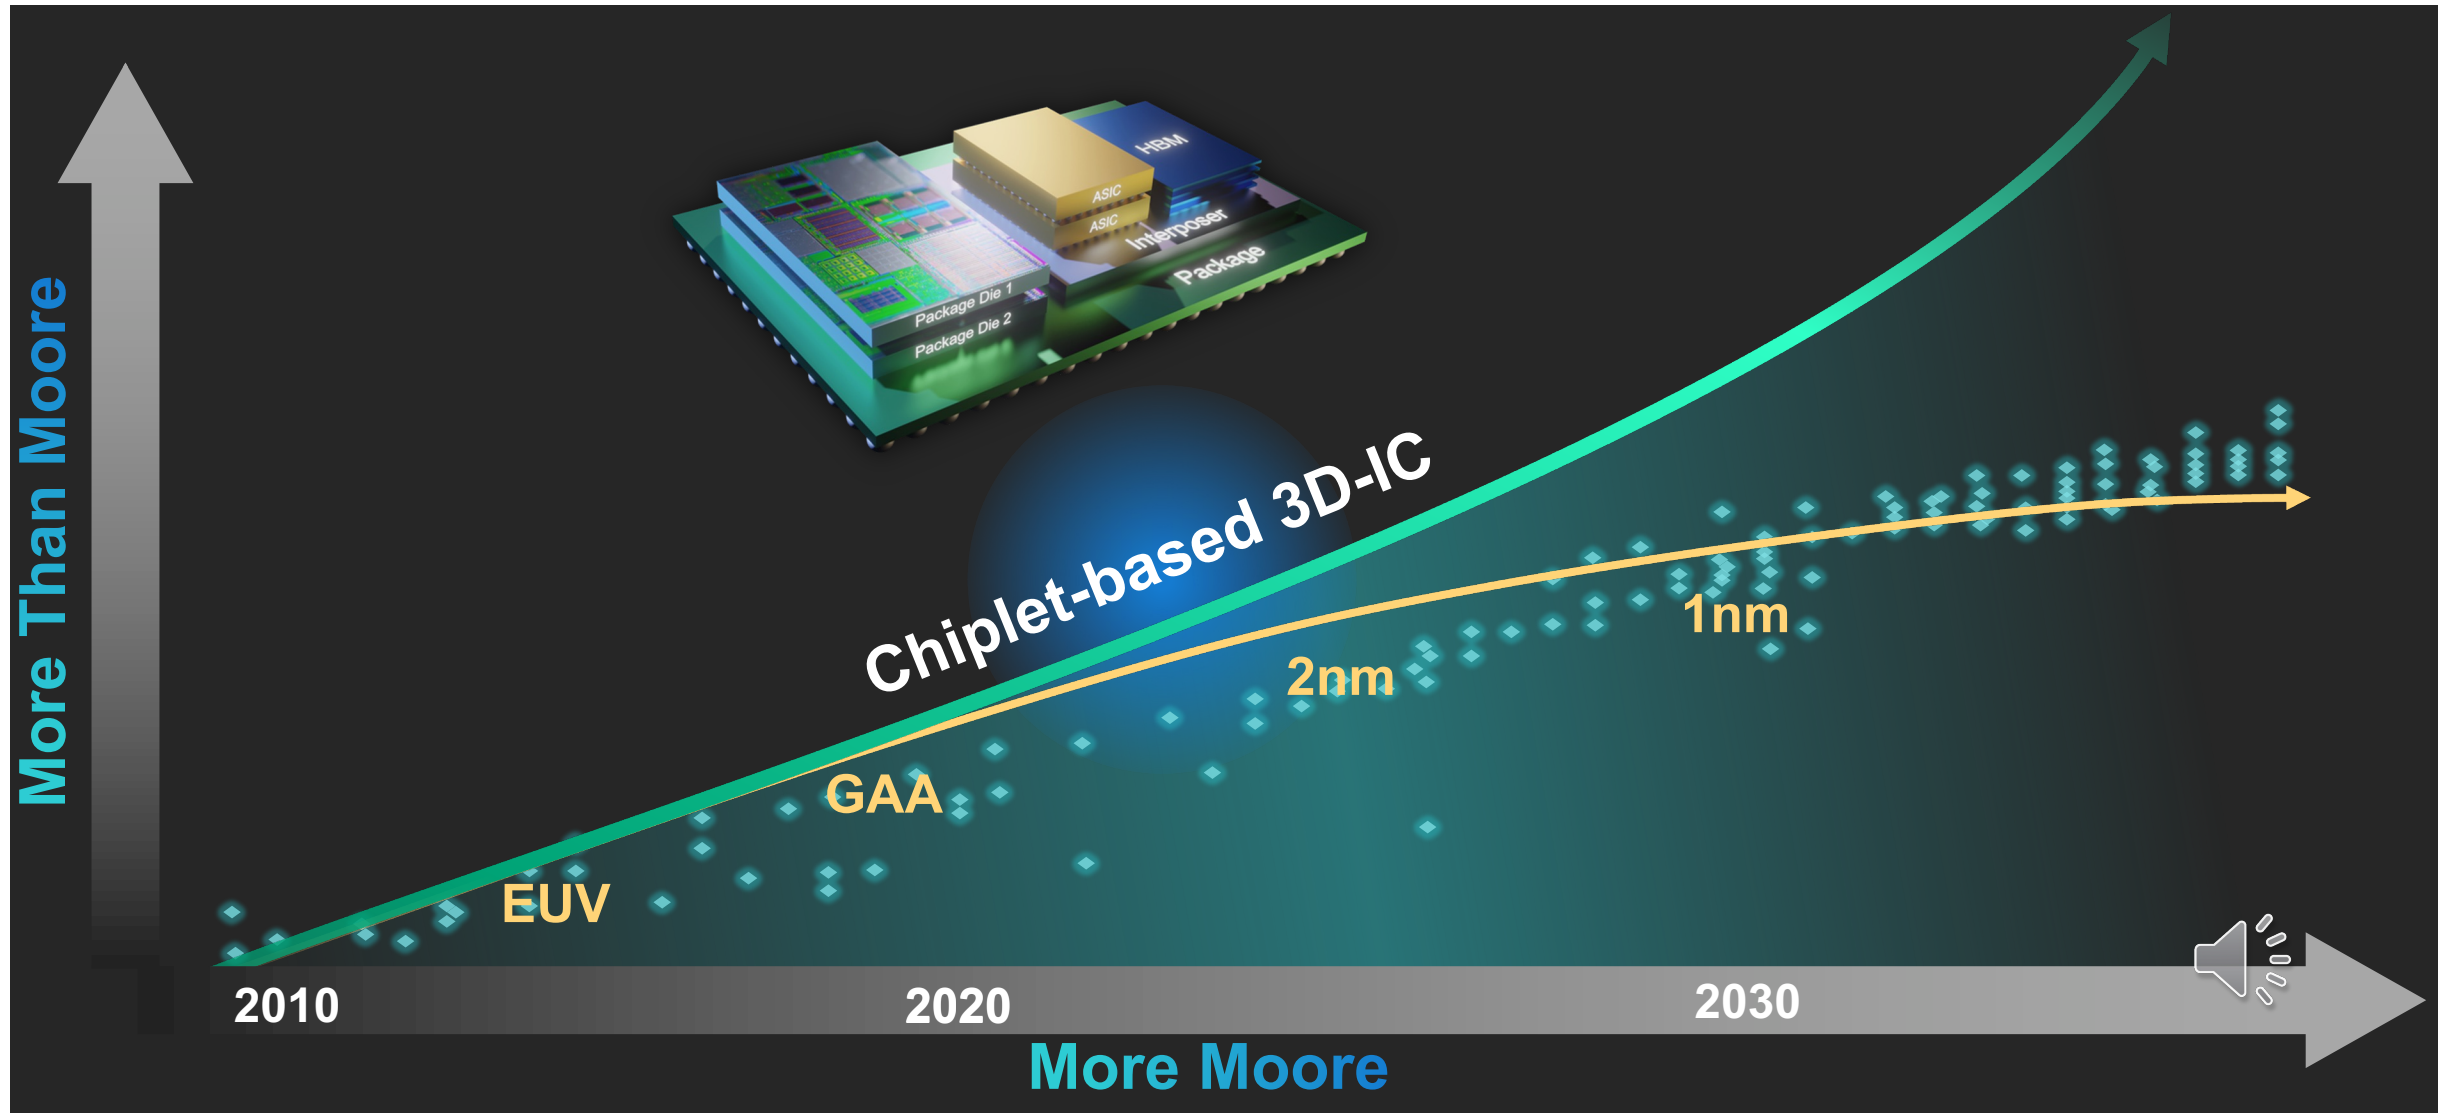 HBM
ASIC
ASIC
Interposer
Package
Package Die 1
Package Die 2
More Than Moore
Chiplet-based 3D-IC
1nm
2nm
GAA
EUV
2010
2020
2030
More Moore